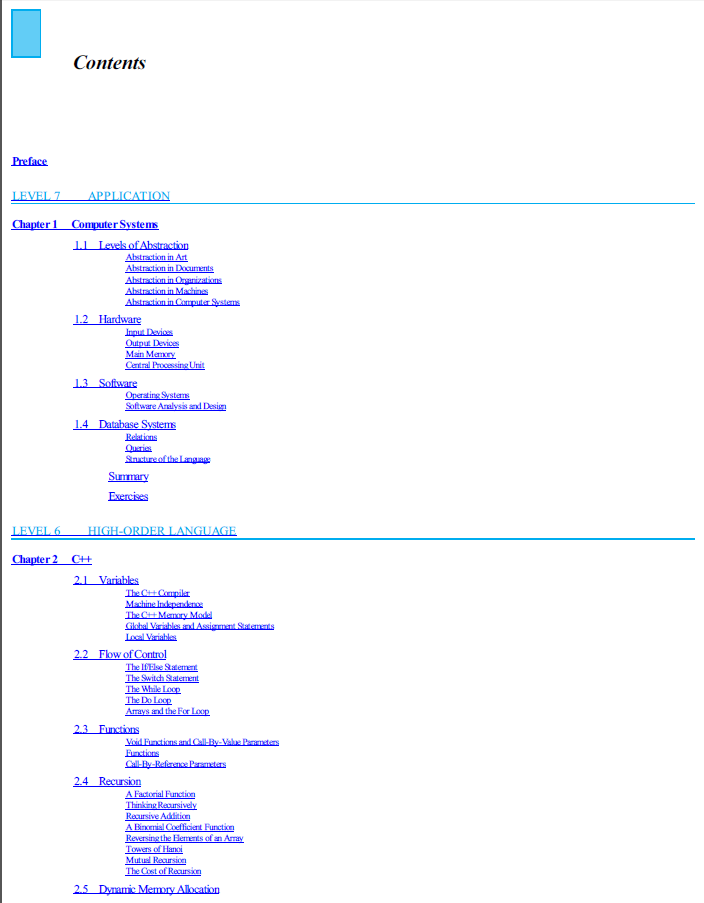 Contents
Preface
LEVEL 7 APPLICATION
Chapter 1 Computer Systems
1.1 Levels of Abstraction
Abstraction in Art
Abstraction in Documents
Abstraction in Organizations
Abstraction in Machines
Abstraction in Computer Systems
1.2 Hardware
Input Devices
Output Devices
Main Memory
Central Processing Unit
1.3 Software
Operating Systems
Software Analysis and Design
1.4 Database Systems
Relations
Queries
Structure of the Language
Summary
Exercises
LEVEL 6 HIGH-ORDER LANGUAGE
Chapter 2 C++
2.1 Variables
The C++ Compiler
Machine Independence
The C++ Memory Model
Global Variables and Assignment Statements
Local Variables
2.2 Flow of Control
The If/Else Statement
The Switch Statement
The While Loop
The Do Loop
Arrays and the For Loop
2.3 Functions
Void Functions and Call-By-Value Parameters
Functions
Call-By-Reference Parameters
2.4 Recursion
A Factorial Function
Thinking Recursively
Recursive Addition
A Binomial Coefficient Function
Reversing the Elements of an Array
Towers of Hanoi
Mutual Recursion
The Cost of Recursion
2.5 Dynamic Memory Allocation